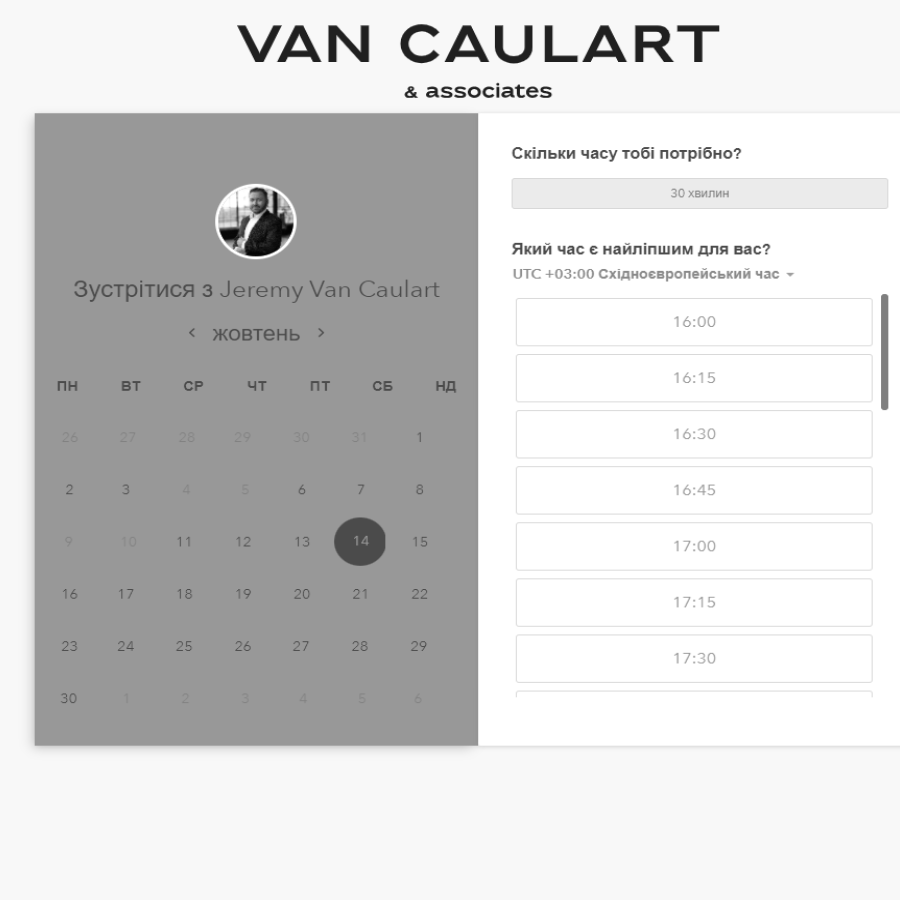 VAN CAULART
& associates
Зустрітися з Jeremy Van Caulart
жовтень
ПН ВТ СР ЧТ ПТ СБ НД
26 27 28 29 30 31 1
2 3 4 5 6 7 8
9 10 11 12 13 14 15
16 17 18 19 20 21 22
23 24 25 26 27 28 29
30 1 2 3 4 5 6
Скільки часу тобі потрібно?
30 хвилин
Який час є найліпшим для вас?
UTC +03:00 Східноєвропейський час
16:00
16:15
16:30
16:45
17:00
17:15
17:30